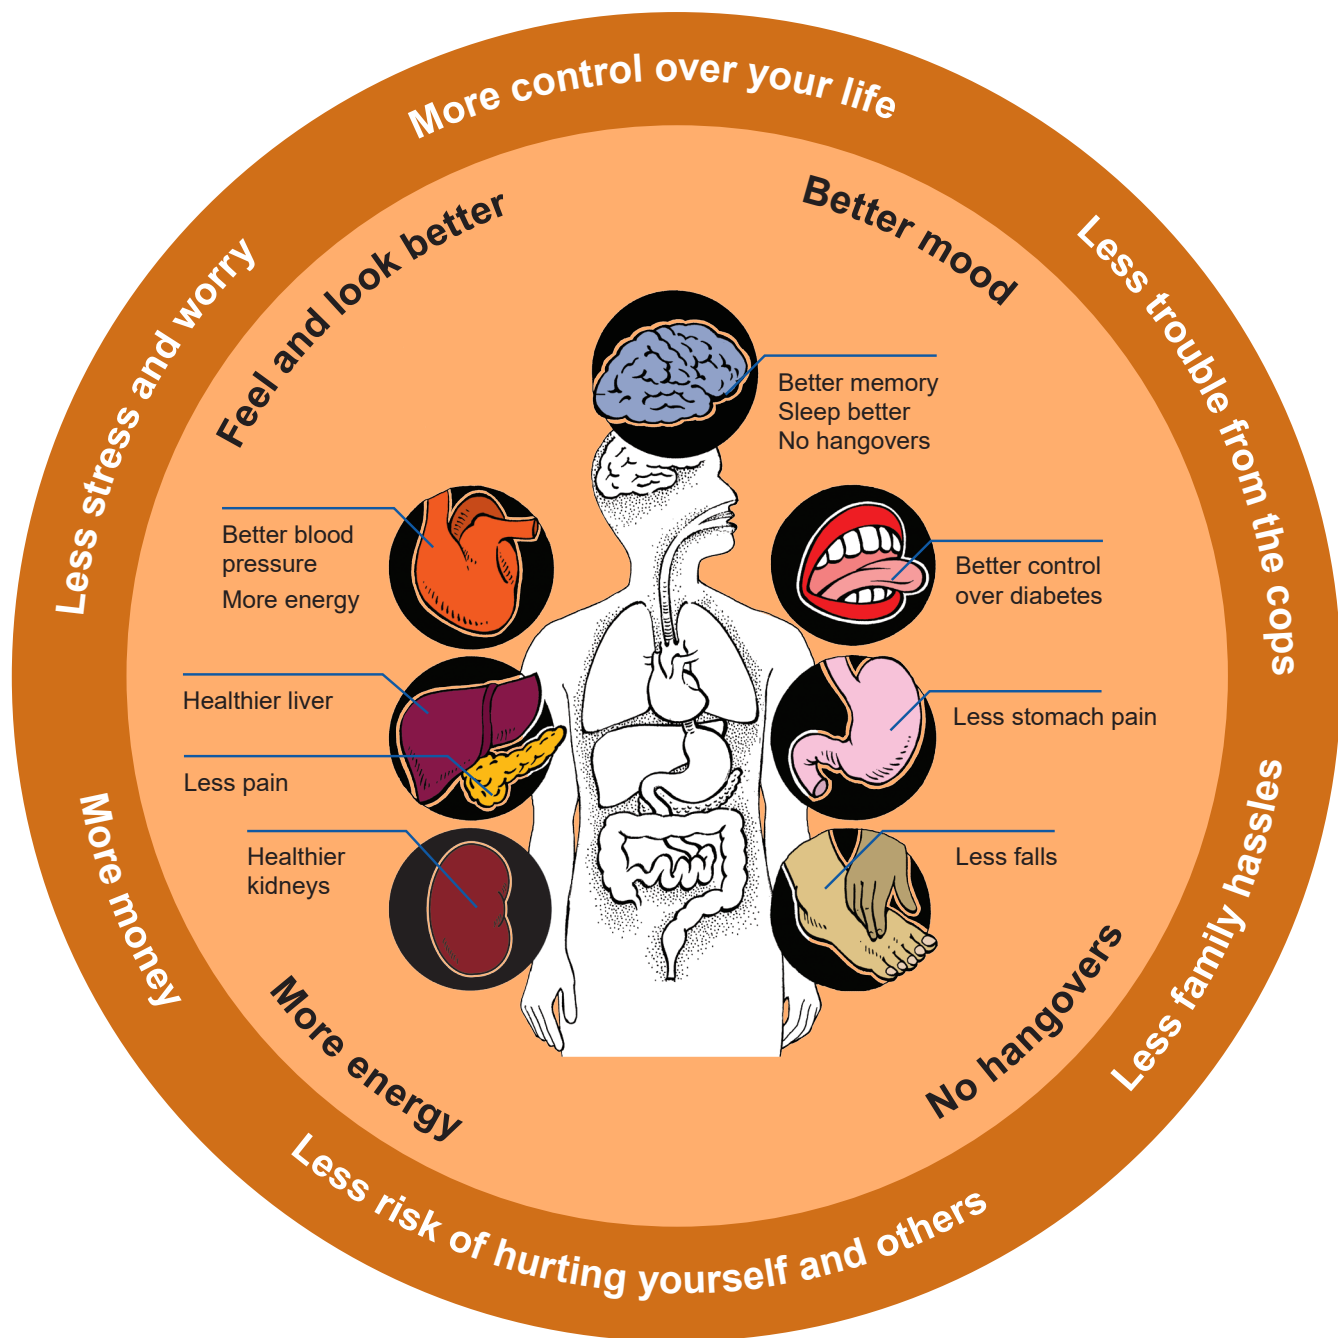 More control over your life
Less trouble from the cops
Less family hassles
Less risk of hurting yourself and others
More money
Less stress and worry
Feel and look better
Better mood
No hangovers
More energy
Better memory
Sleep better
No hangovers
Better blood
pressure
More energy
Better control
over diabetes
Healthier liver
Less pain
Less stomach pain
Healthier
kidneys
Less falls